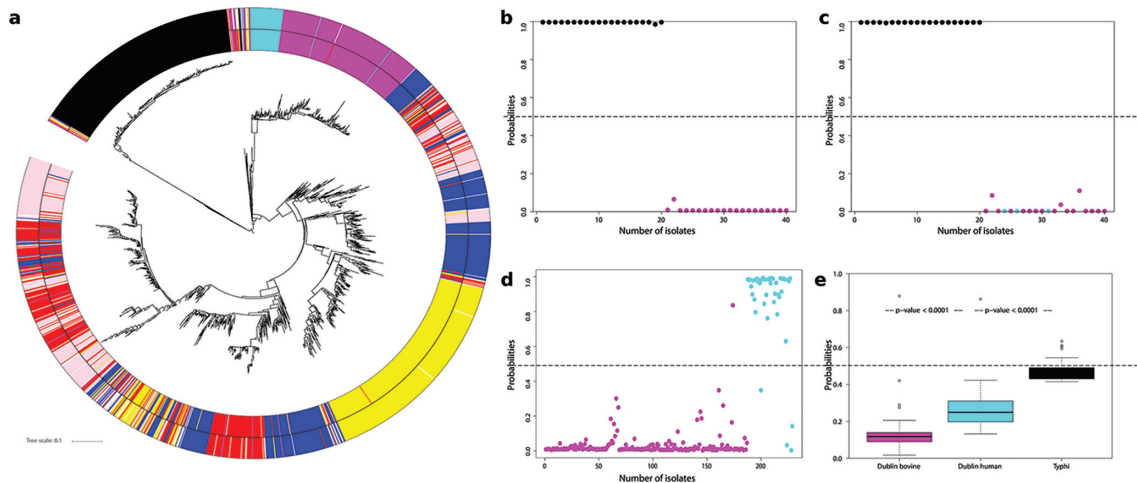 a
Tree scale: 0.1
b
Probabilities
0.0 0.2 0.4 0.6 0.8 1.0
0 10 20 30 40
Number of isolates
c
Probabilities
0.0 0.2 0.4 0.6 0.8 1.0
0 10 20 30 40
Number of isolates
d
Probabilities
0.0 0.2 0.4 0.6 0.8 1.0
0 50 100 150 200
Number of isolates
e
Probabilities
0.0 0.2 0.4 0.6 0.8 1.0
p-value < 0.0001 p-value < 0.0001
Dublin bovine Dublin human Typhi